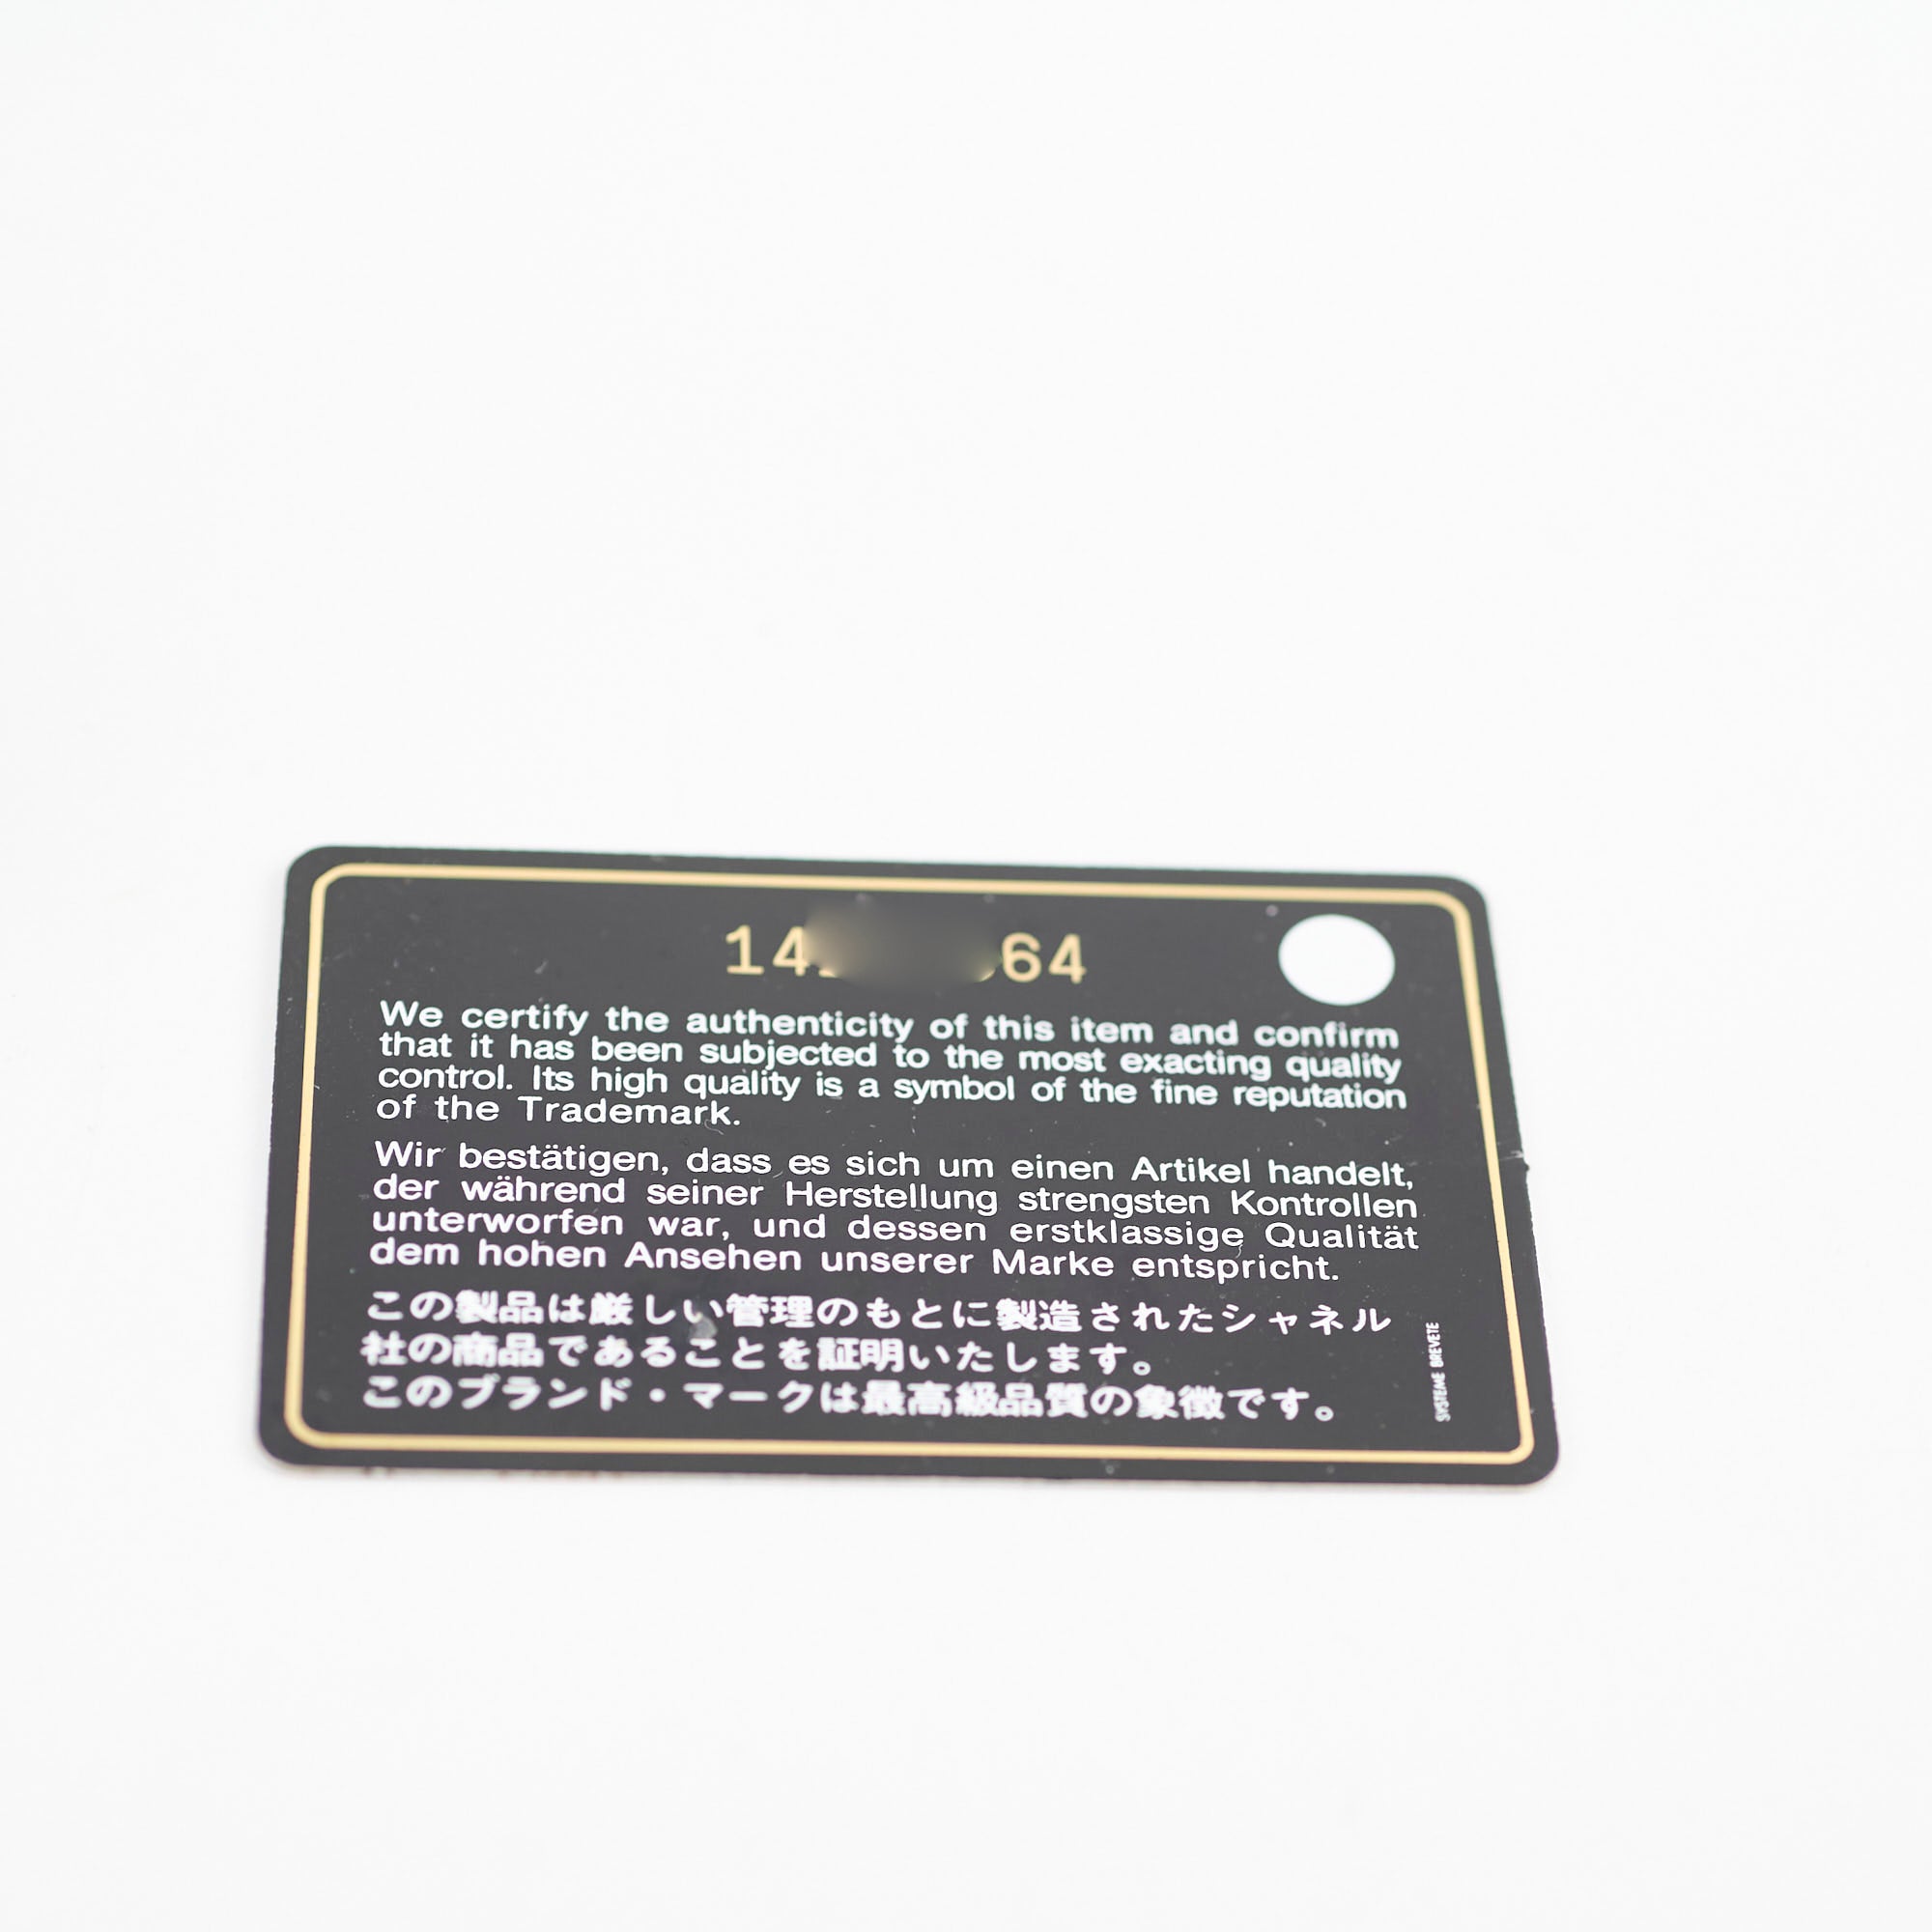 14 64
We certify the authenticity of this item and confirm
that it has been subjected to the most exacting quality
control. Its high quality is a symbol of the fine reputation
of the Trademark.
Wir bestätigen, dass es sich um einen Artikel handelt,
der während seiner Herstellung strengsten Kontrollen
unterworfen war, und dessen erstklassige Qualität
dem hohen Ansehen unserer Marke entspricht.
この製品は厳しい管理のもとに製造されたシャネル
社の商品であることを証明いたします。
このブランド・マークは最高級品質の象徴です。
SYSTEME BREVETE